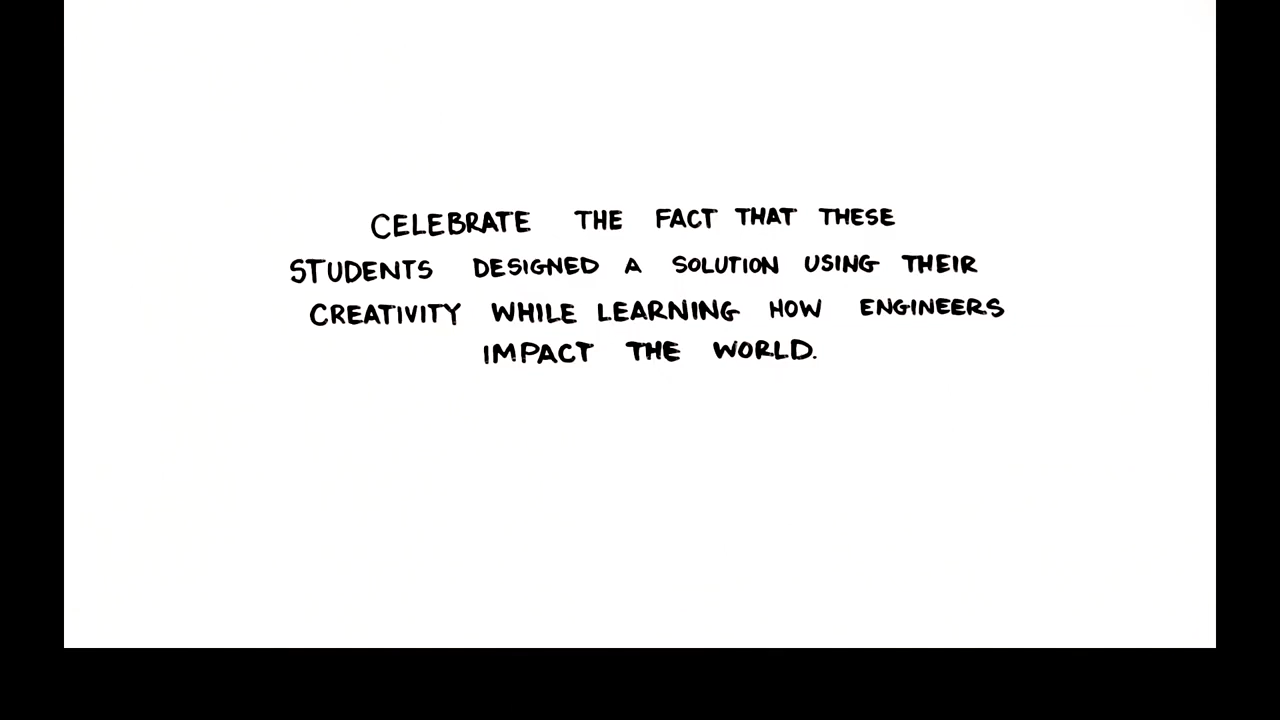 CELEBRATE THE FACT THAT THESE
STUDENTS DESIGNED A SOLUTION USING THEIR
CREATIVITY WHILE LEARNING HOW ENGINEERS
IMPACT THE WORLD.